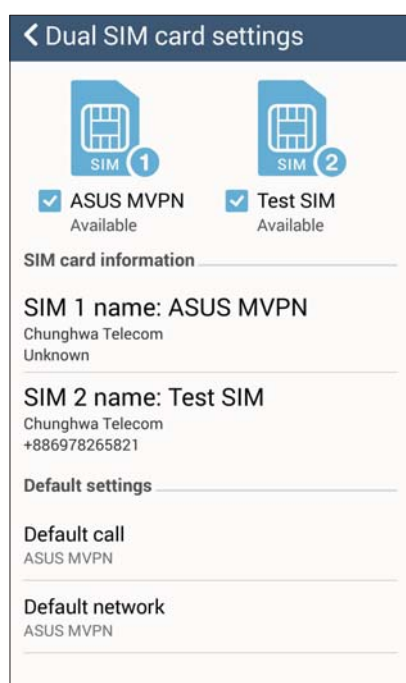 Dual SIM card settings
SIM 1 SIM 2
ASUS MVPN Test SIM
Available Available
SIM card information
SIM 1 name: ASUS MVPN
Chunghwa Telecom
Unknown
SIM 2 name: Test SIM
Chunghwa Telecom
+886978265821
Default settings
Default call
ASUS MVPN
Default network
ASUS MVPN